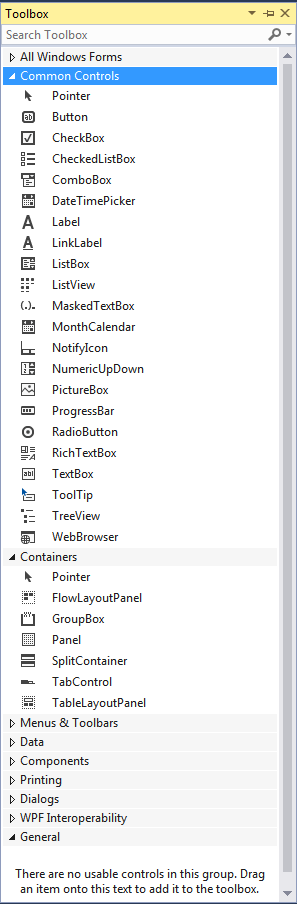 Toolbox
Search Toolbox
All Windows Forms
Common Controls
Pointer
Button
CheckBox
CheckedListBox
ComboBox
DateTimePicker
Label
LinkLabel
ListBox
ListView
MaskedTextBox
MonthCalendar
NotifyIcon
NumericUpDown
PictureBox
ProgressBar
RadioButton
RichTextBox
TextBox
ToolTip
TreeView
WebBrowser
Containers
Pointer
FlowLayoutPanel
GroupBox
Panel
SplitContainer
TabControl
TableLayoutPanel
Menus & Toolbars
Data
Components
Printing
Dialogs
WPF Interoperability
General
There are no usable controls in this group. Drag
an item onto this text to add it to the toolbox.